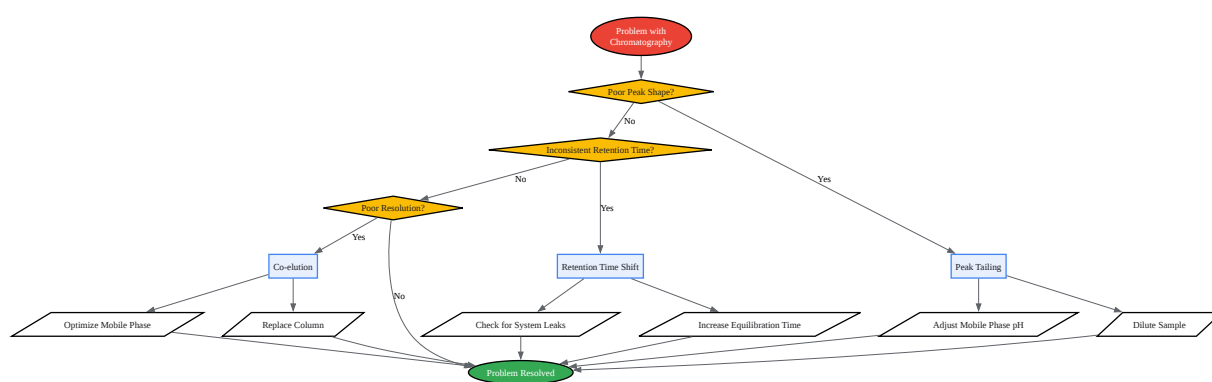 Problem with
Chromatography
Poor Peak Shape?
No
Inconsistent Retention Time?
No
Yes
Yes
Poor Resolution?
Yes
Co-elution
Retention Time Shift
Peak Tailing
No
Optimize Mobile Phase
Replace Column
Check for System Leaks
Increase Equilibration Time
Adjust Mobile Phase pH
Dilute Sample
Problem Resolved